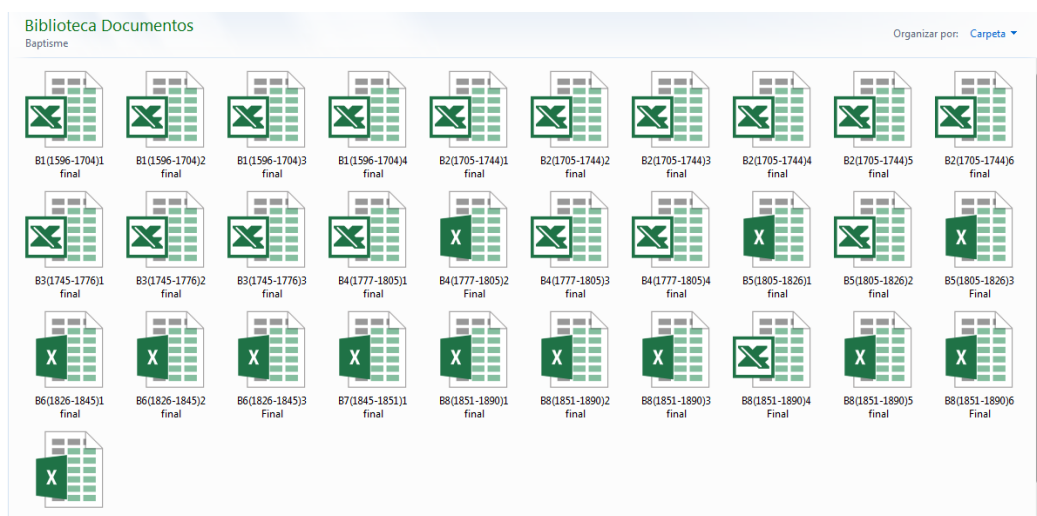 Biblioteca Documentos
Baptisme
Organizar por: Carpeta
B1(1596-1704)1
final
B1(1596-1704)2
final
B1(1596-1704)3
final
B1(1596-1704)4
final
B2(1705-1744)1
final
B2(1705-1744)2
final
B2(1705-1744)3
final
B2(1705-1744)4
final
B2(1705-1744)5
final
B2(1705-1744)6
final
B3(1745-1776)1
final
B3(1745-1776)2
final
B3(1745-1776)3
final
B4(1777-1805)1
final
B4(1777-1805)2
Final
B4(1777-1805)3
final
B4(1777-1805)4
final
B5(1805-1826)1
final
B5(1805-1826)2
final
B5(1805-1826)3
Final
B6(1826-1845)1
final
B6(1826-1845)2
final
B6(1826-1845)3
Final
B7(1845-1851)1
final
B8(1851-1890)1
final
B8(1851-1890)2
final
B8(1851-1890)3
final
B8(1851-1890)4
Final
B8(1851-1890)5
final
B8(1851-1890)6
Final